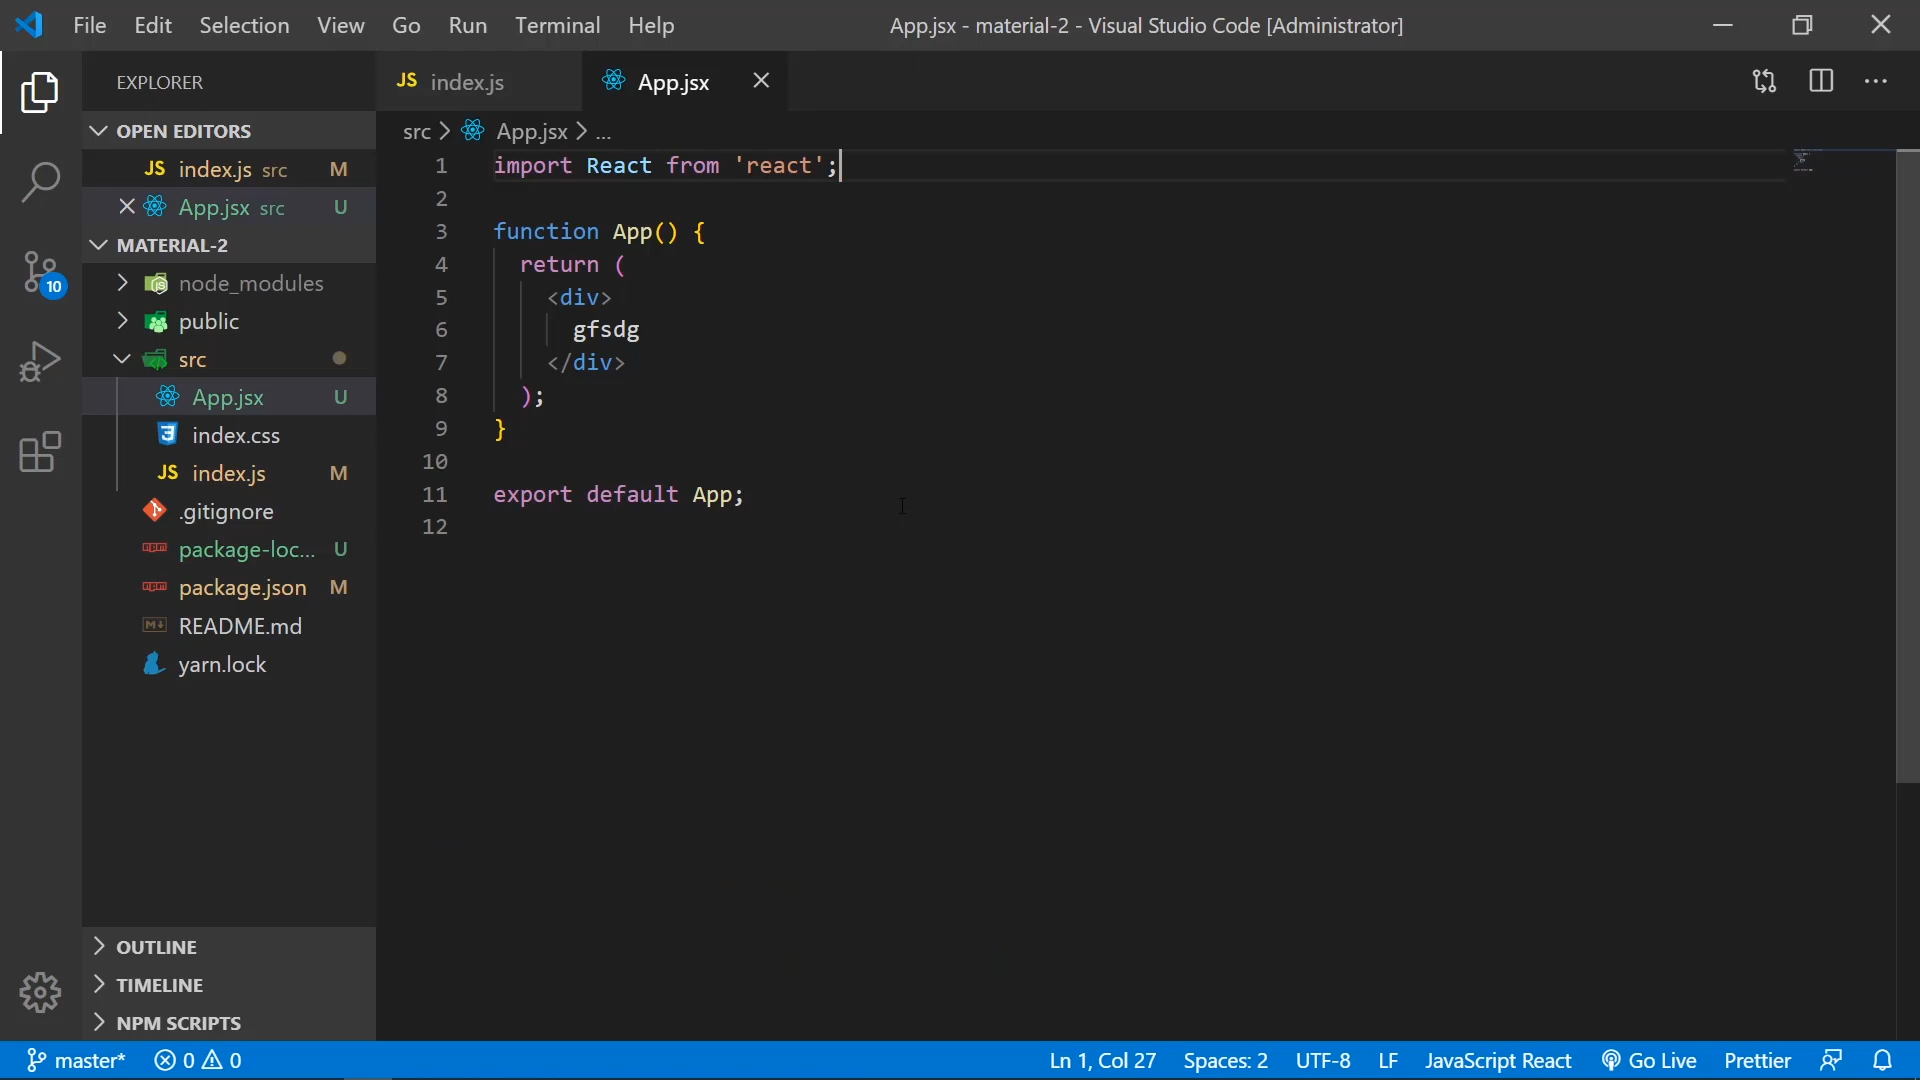 File Edit Selection View Go Run Terminal Help
App.jsx - material-2 - Visual Studio Code [Administrator]
EXPLORER
OPEN EDITORS
JS index.js src M
App.jsx src U
MATERIAL-2
node_modules
public
src
App.jsx U
index.css
JS index.js M
.gitignore
package-loc... U
package.json M
README.md
yarn.lock
OUTLINE
TIMELINE
NPM SCRIPTS
10
JS index.js
App.jsx
src > App.jsx > ...
1 import React from 'react';
2
3 function App() {
4 return (
5 <div>
6 gfsdg
7 </div>
8 );
9 }
10
11 export default App;
12
master* 0 0 Ln 1, Col 27 Spaces: 2 UTF-8 LF JavaScript React Go Live Prettier